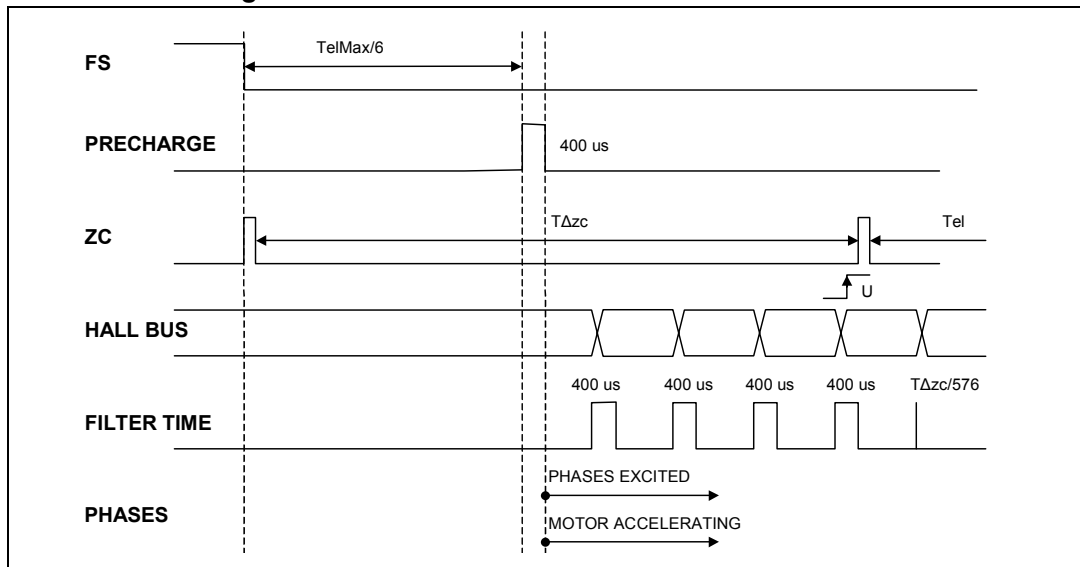 FS
TelMax/6
PRECHARGE
400 us
ZC
TΔzc
Tel
U
HALL BUS
400 us 400 us 400 us 400 us TΔzc/576
FILTER TIME
PHASES EXCITED
PHASES
MOTOR ACCELERATING